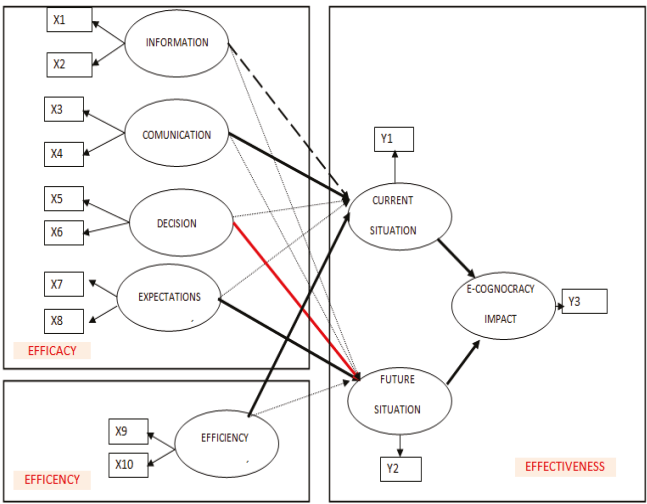 X1
INFORMATION
X2
X3
COMUNICATION
X4
X5
DECISION
X6
X7
EXPECTATIONS
X8
EFFICACY
X9
EFFICIENCY
X10
EFFICENCY
Y1
CURRENT
SITUATION
E-COGNOCRACY
IMPACT
Y3
FUTURE
SITUATION
Y2
EFFECTIVENESS